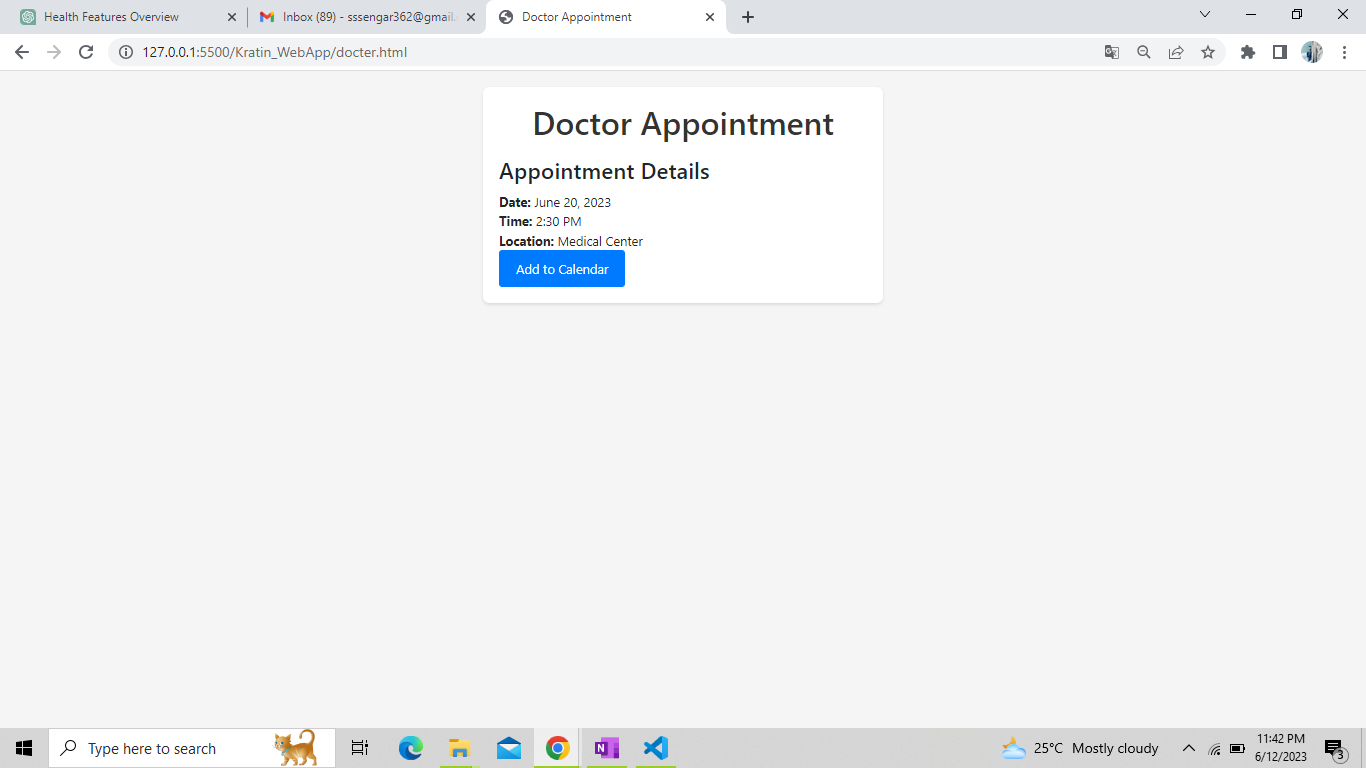 Health Features Overview
Inbox (89) - sssengar362@gmail.
Doctor Appointment
127.0.0.1:5500/Kratin_WebApp/docter.html
Doctor Appointment
Appointment Details
Date: June 20, 2023
Time: 2:30 PM
Location: Medical Center
Add to Calendar
Type here to search
N
25°C Mostly cloudy
11:42 PM
6/12/2023
3